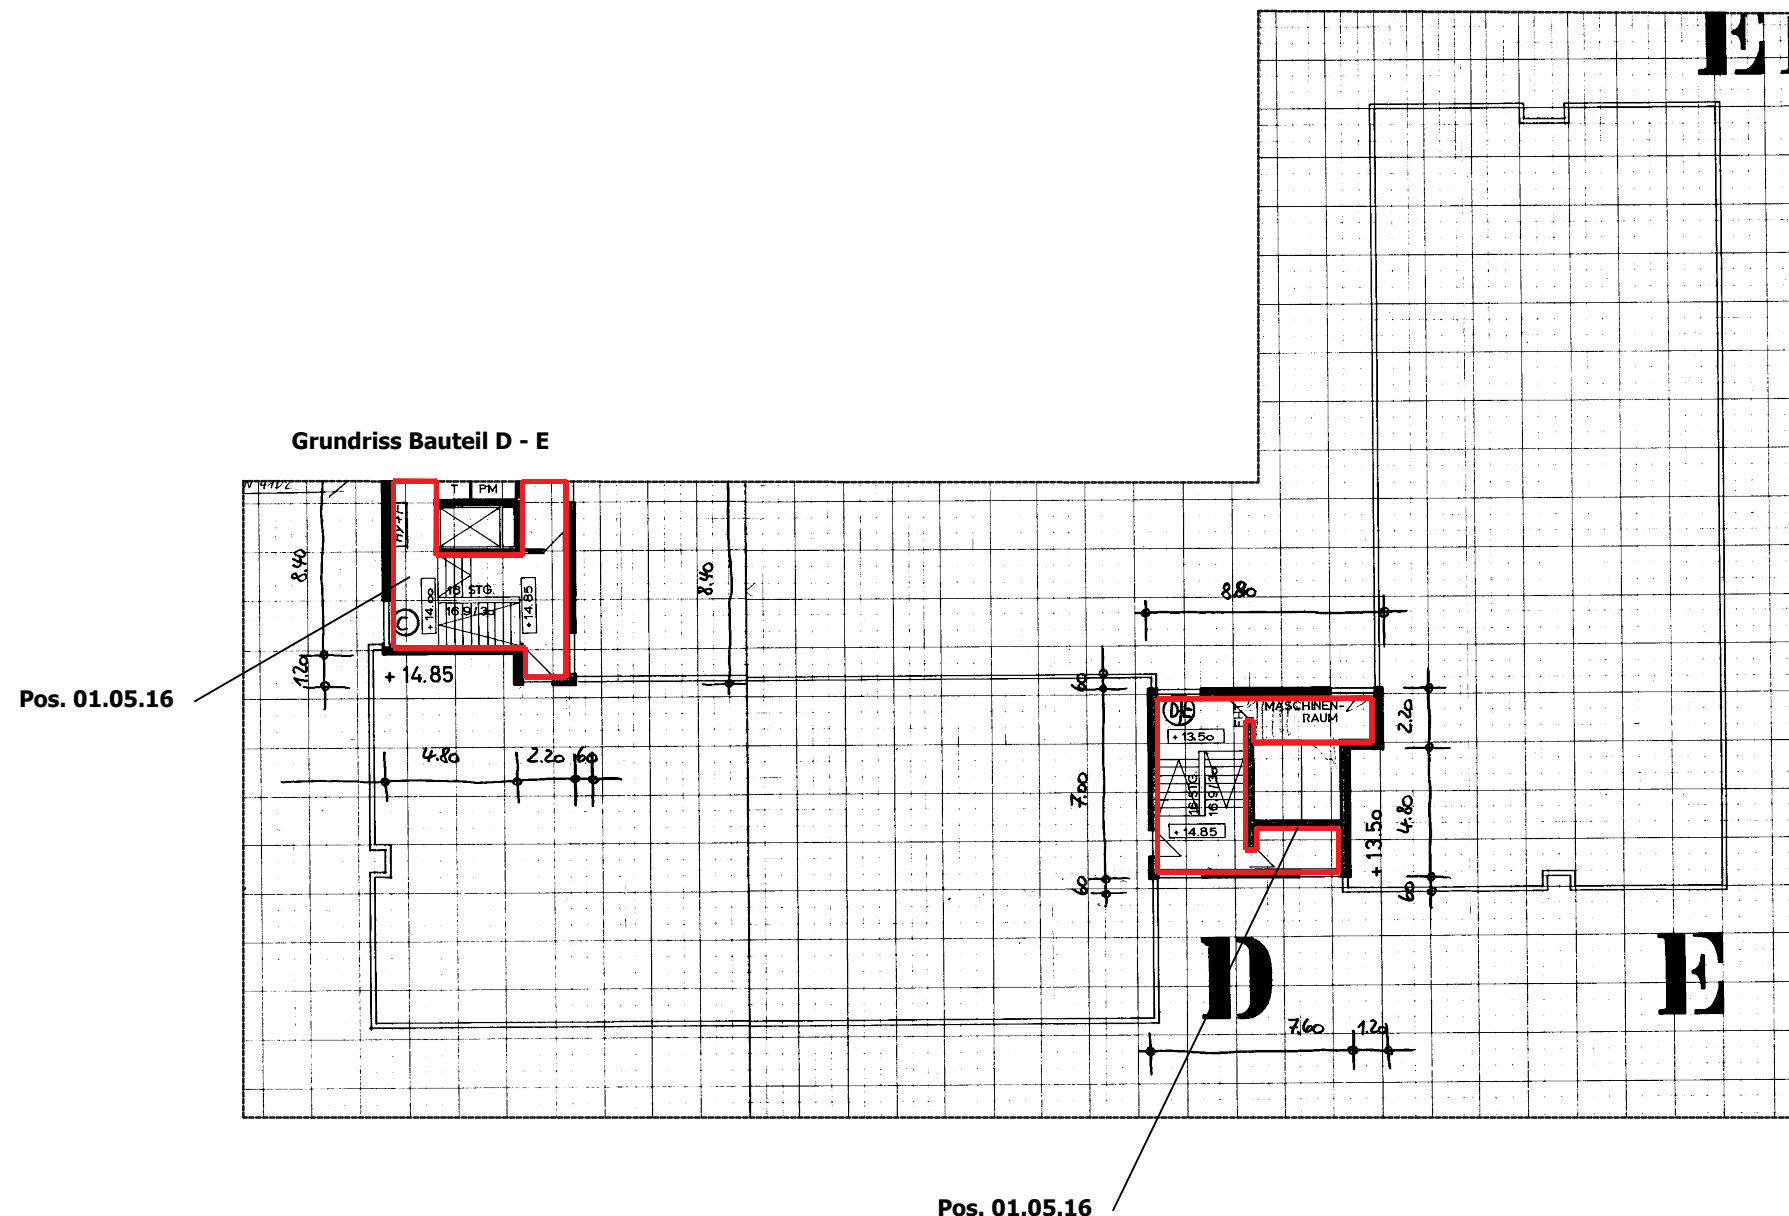 E
Grundriss Bauteil D - E
T
PM
8.40
8.40
+ 14.00
18. STG.
16.9/30
+ 14.85
C
1.20
+ 14.85
Pos. 01.05.16
4.80
2.20
60
8.80
60
D/E
FH
MASCHINEN-
RAUM
+ 13.50
2.20
7.00
16 STG.
16.9/30
+ 14.85
4.80
+ 13.50
60
60
D
E
7.60
1.20
Pos. 01.05.16